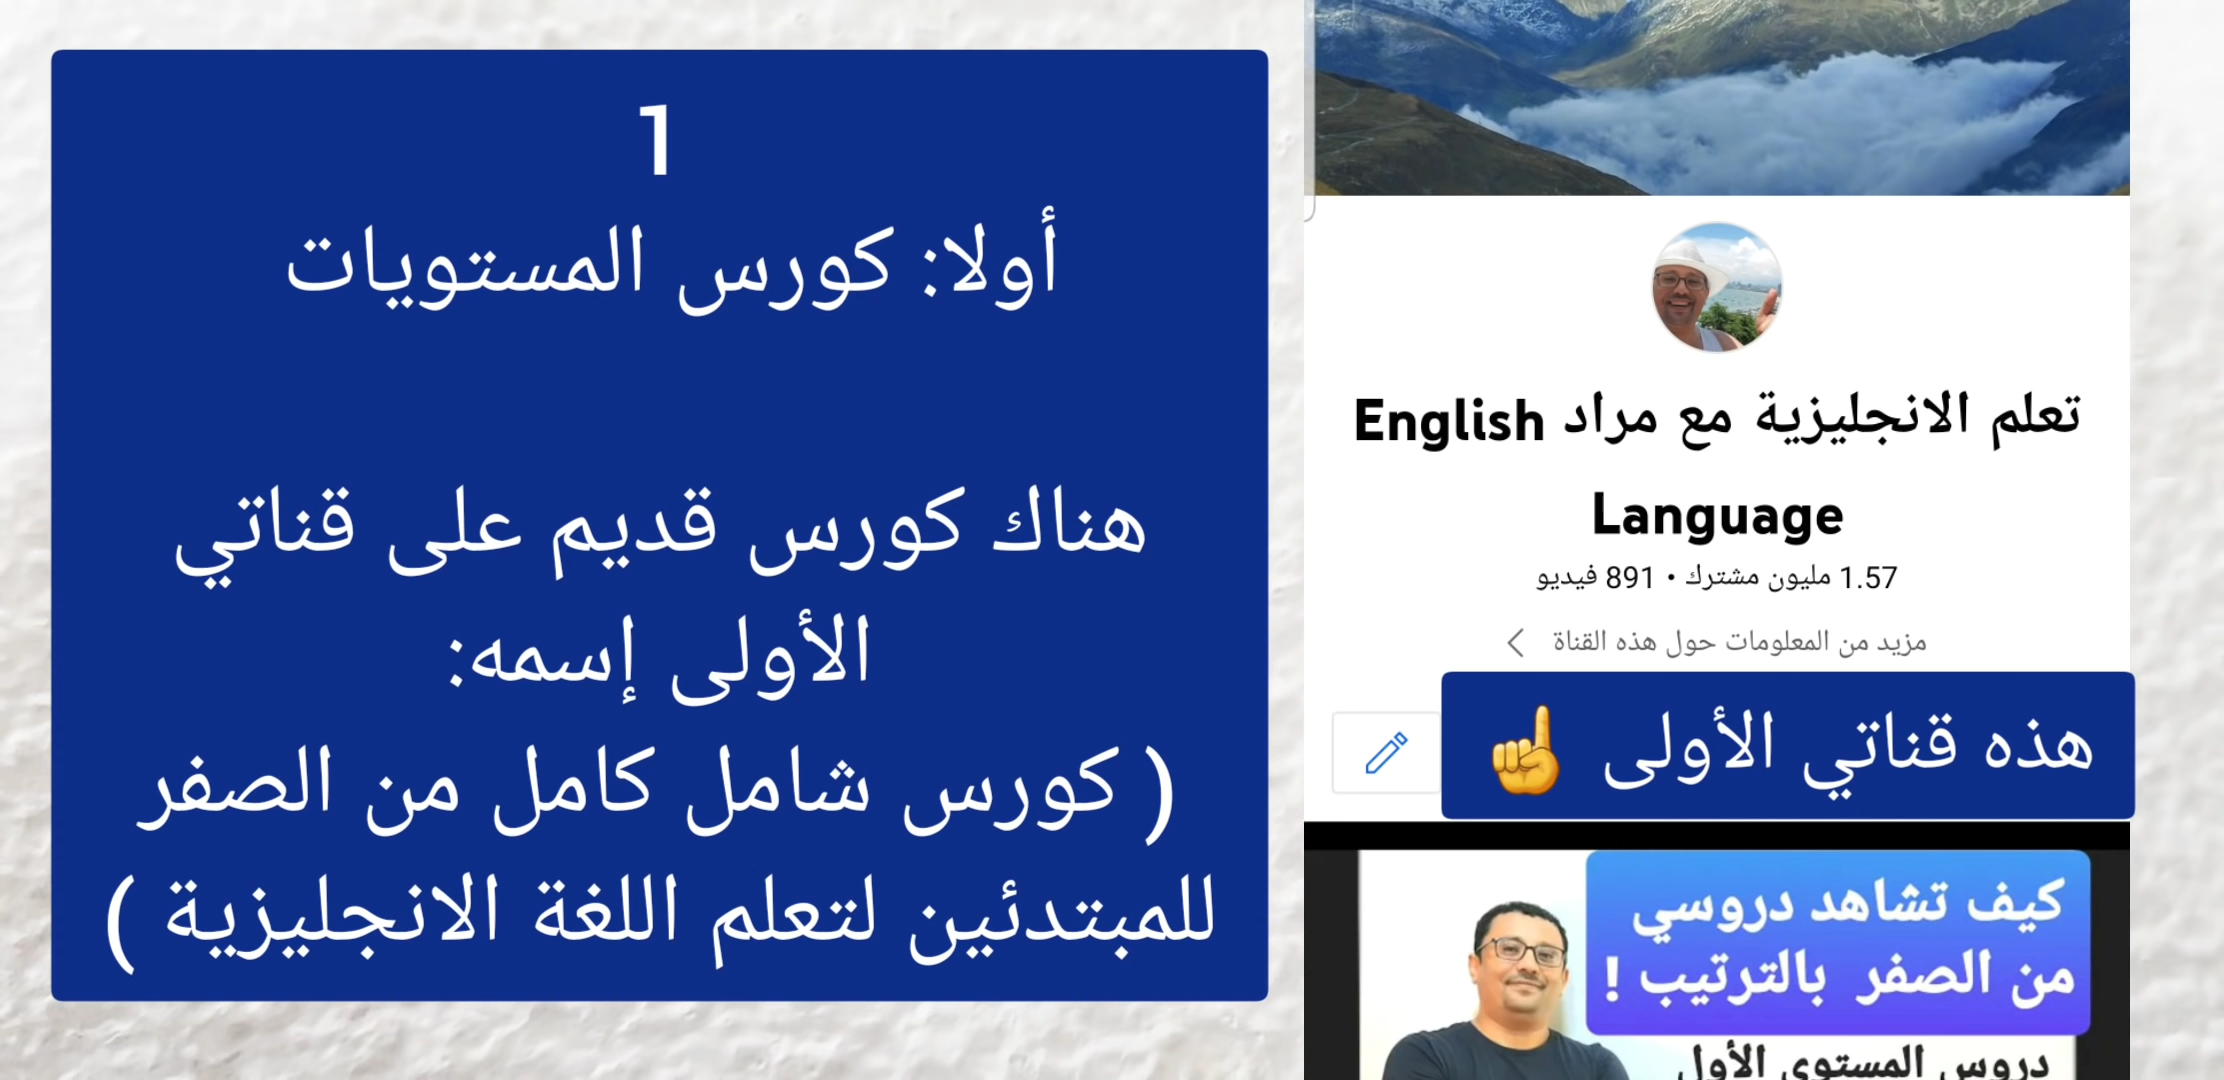 1
أولا: كورس المستويات
هناك كورس قديم على قناتي
الأولى إسمه:
( كورس شامل كامل من الصفر
للمبتدئين لتعلم اللغة الانجليزية )
تعلم الانجليزية مع مراد English
Language
1.57 مليون مشترك • 891 فيديو
مزيد من المعلومات حول هذه القناة
هذه قناتي الأولى ☝
كيف تشاهد دروسي
من الصفر بالترتيب !
دروس المستوى الأول